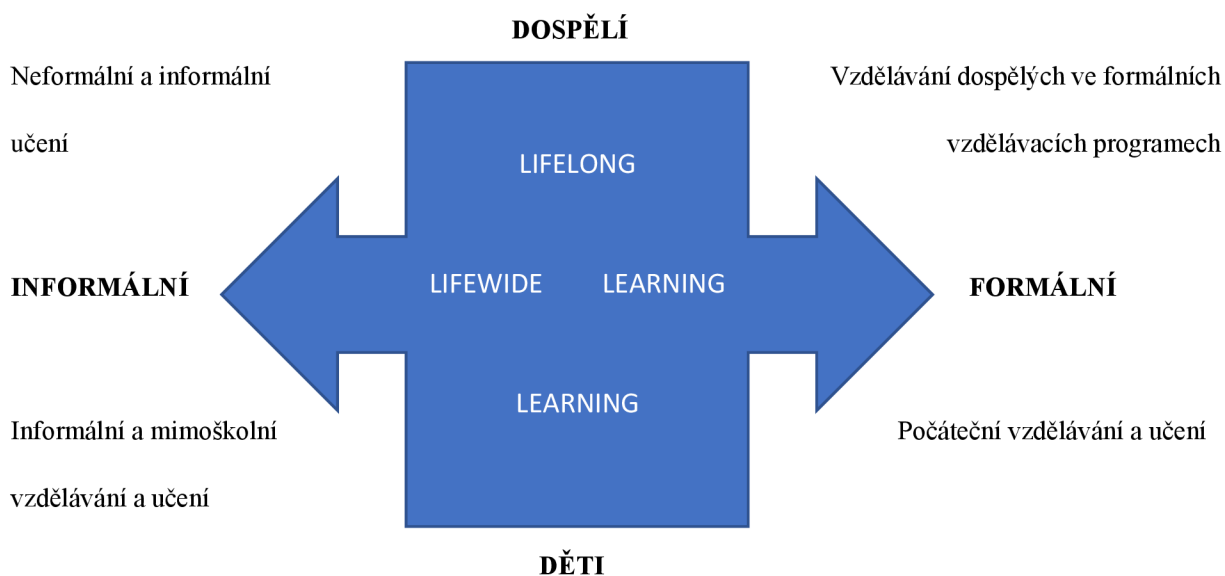 DOSPĚLÍ
Neformální a informální
učení
Vzdělávání dospělých ve formálních
vzdělávacích programech
LIFELONG
INFORMÁLNÍ
LIFEWIDE LEARNING
FORMÁLNÍ
LEARNING
Informální a mimoškolní
vzdělávání a učení
Počáteční vzdělávání a učení
DĚTI